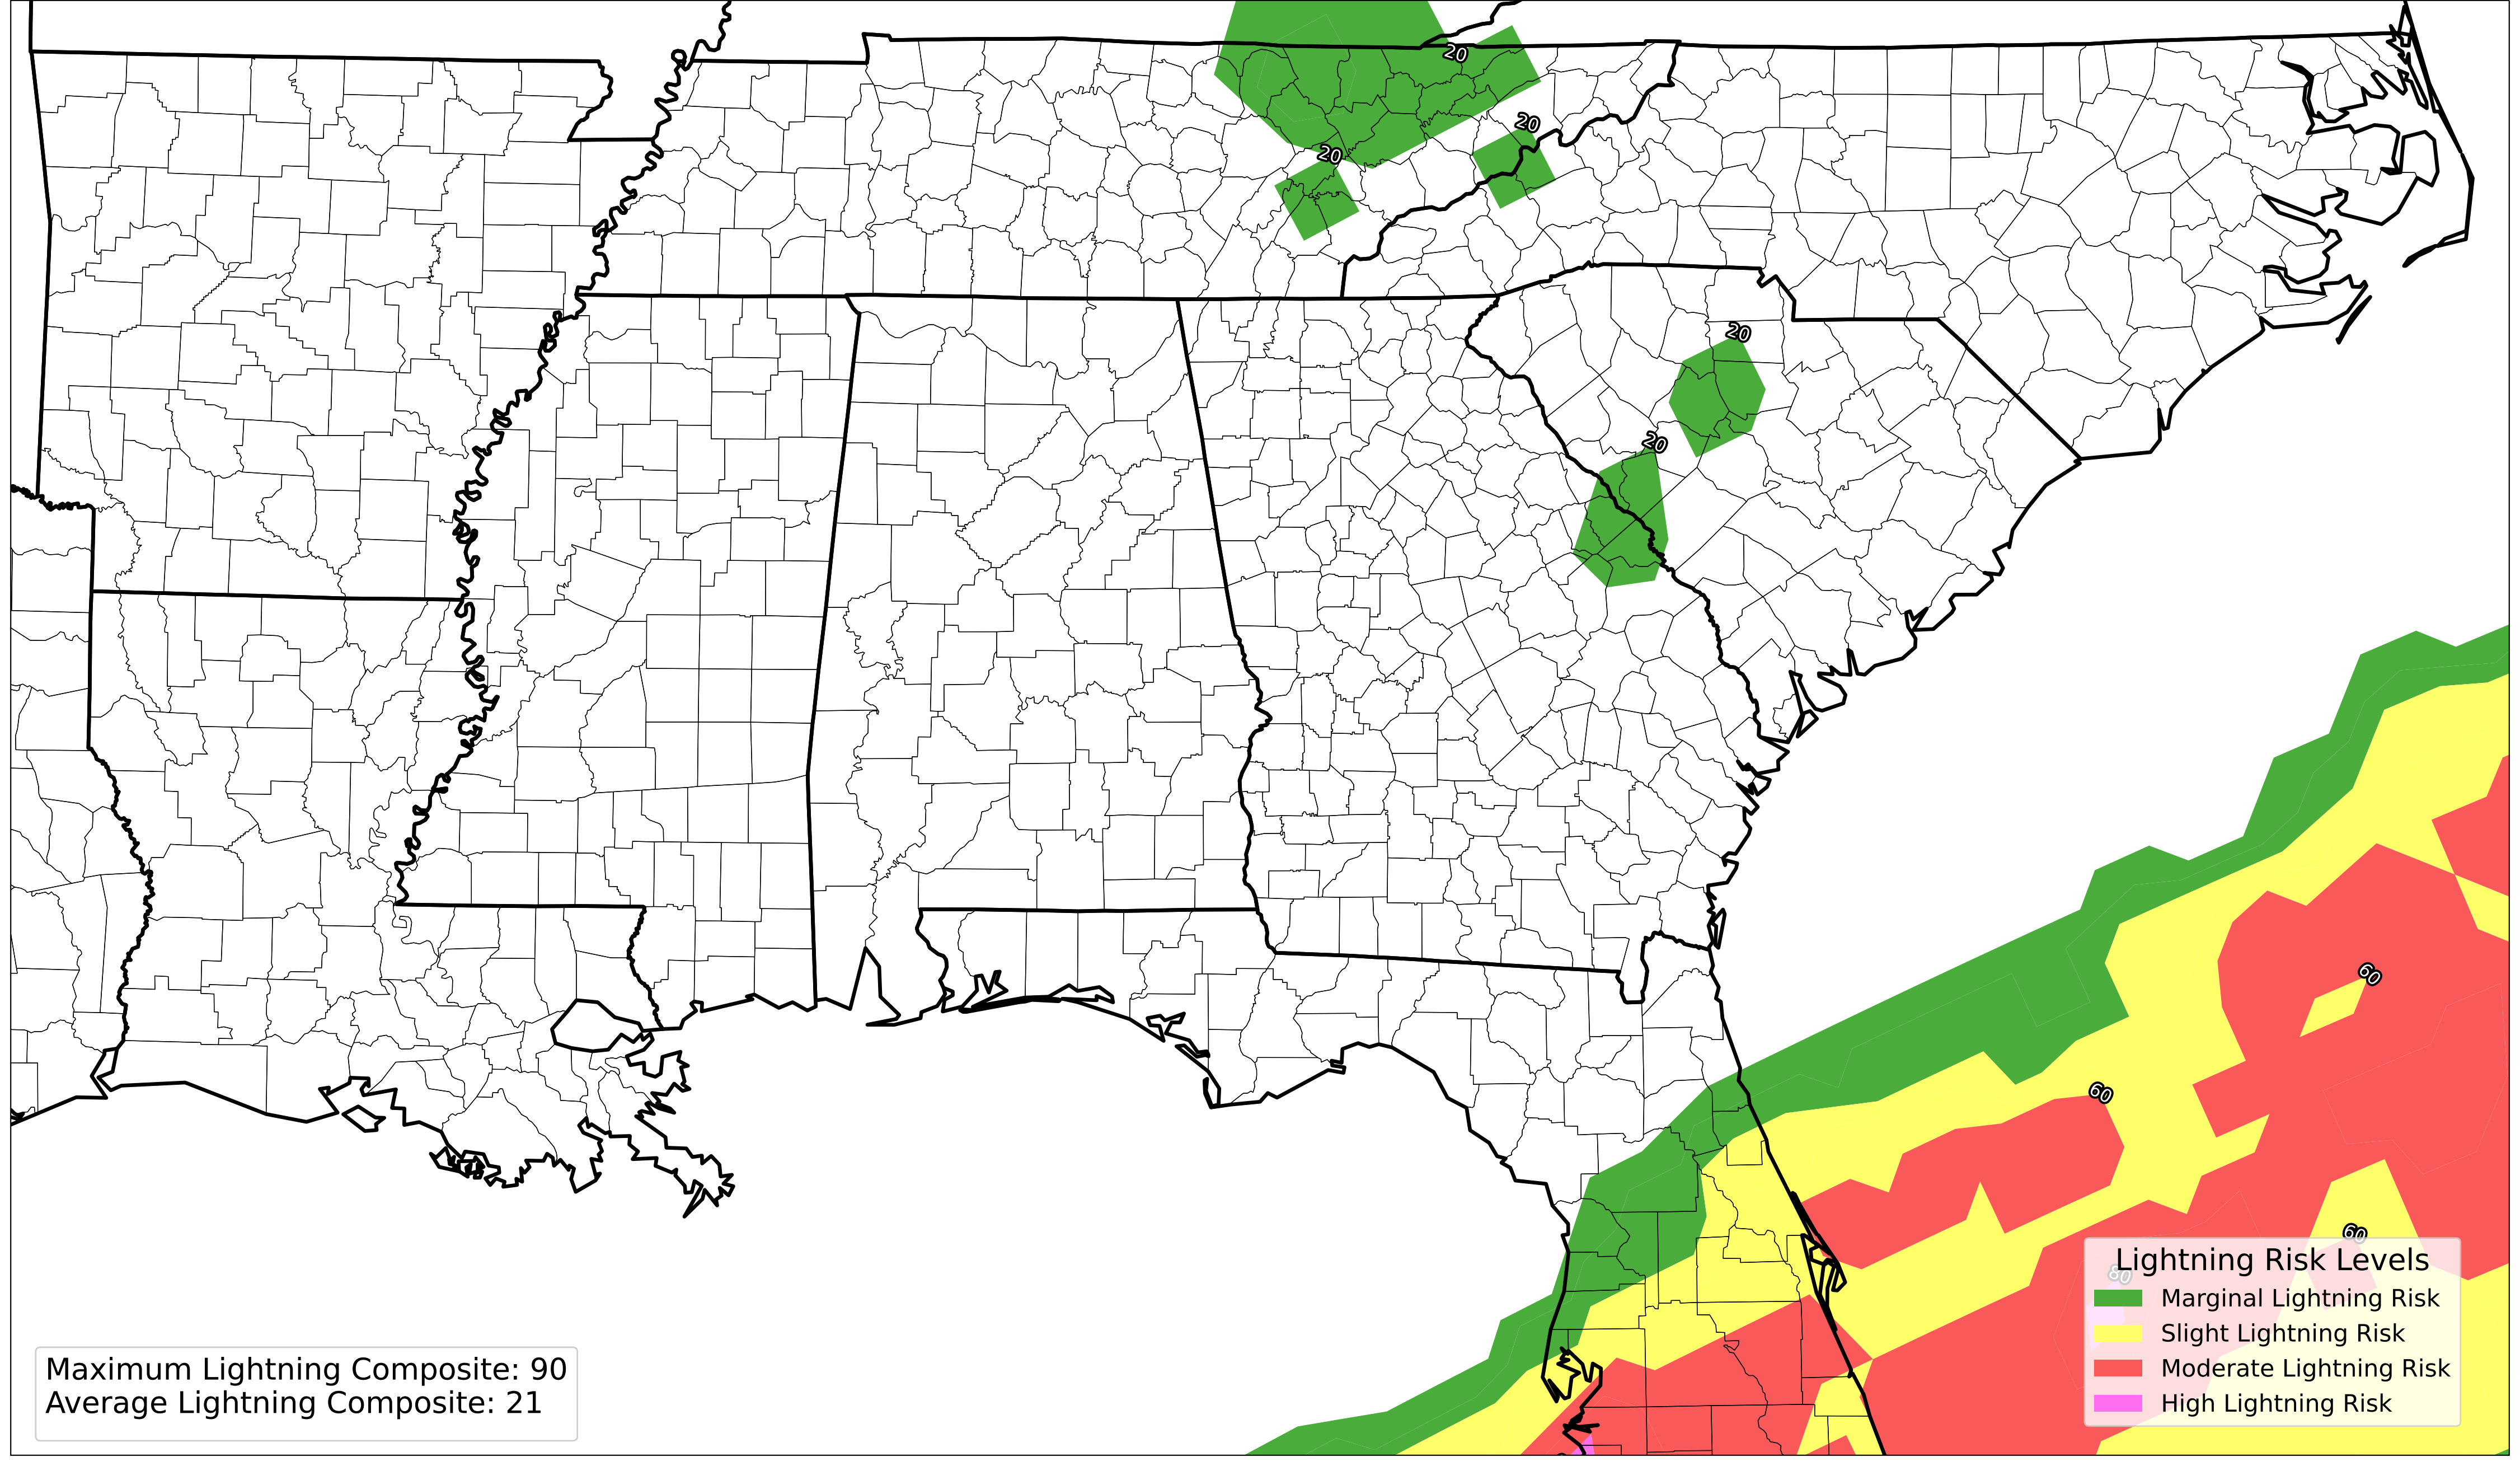 20
20
20
20
20
60
60
60
80
Lightning Risk Levels
Marginal Lightning Risk
Slight Lightning Risk
Moderate Lightning Risk
High Lightning Risk
Maximum Lightning Composite: 90
Average Lightning Composite: 21